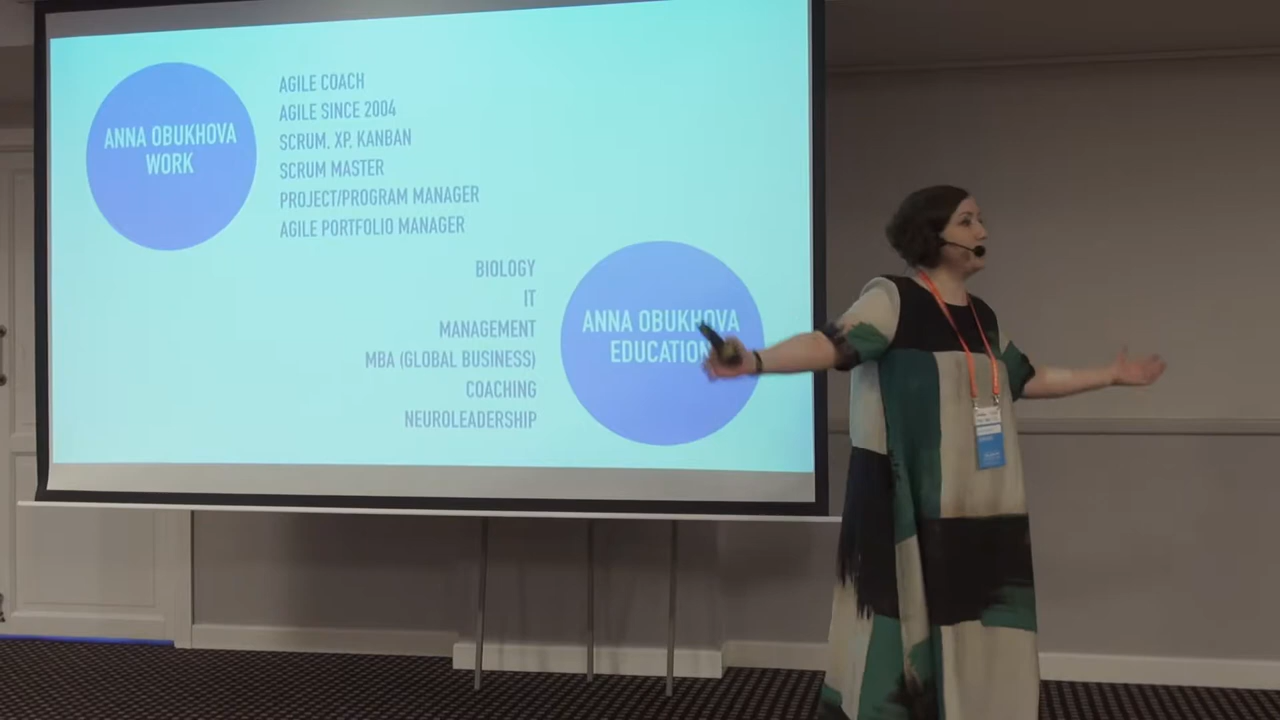 ANNA OBUKHOVA
WORK
AGILE COACH
AGILE SINCE 2004
SCRUM, XP, KANBAN
SCRUM MASTER
PROJECT/PROGRAM MANAGER
AGILE PORTFOLIO MANAGER
BIOLOGY
IT
MANAGEMENT
MBA (GLOBAL BUSINESS)
COACHING
NEUROLEADERSHIP
ANNA OBUKHOVA
EDUCATION